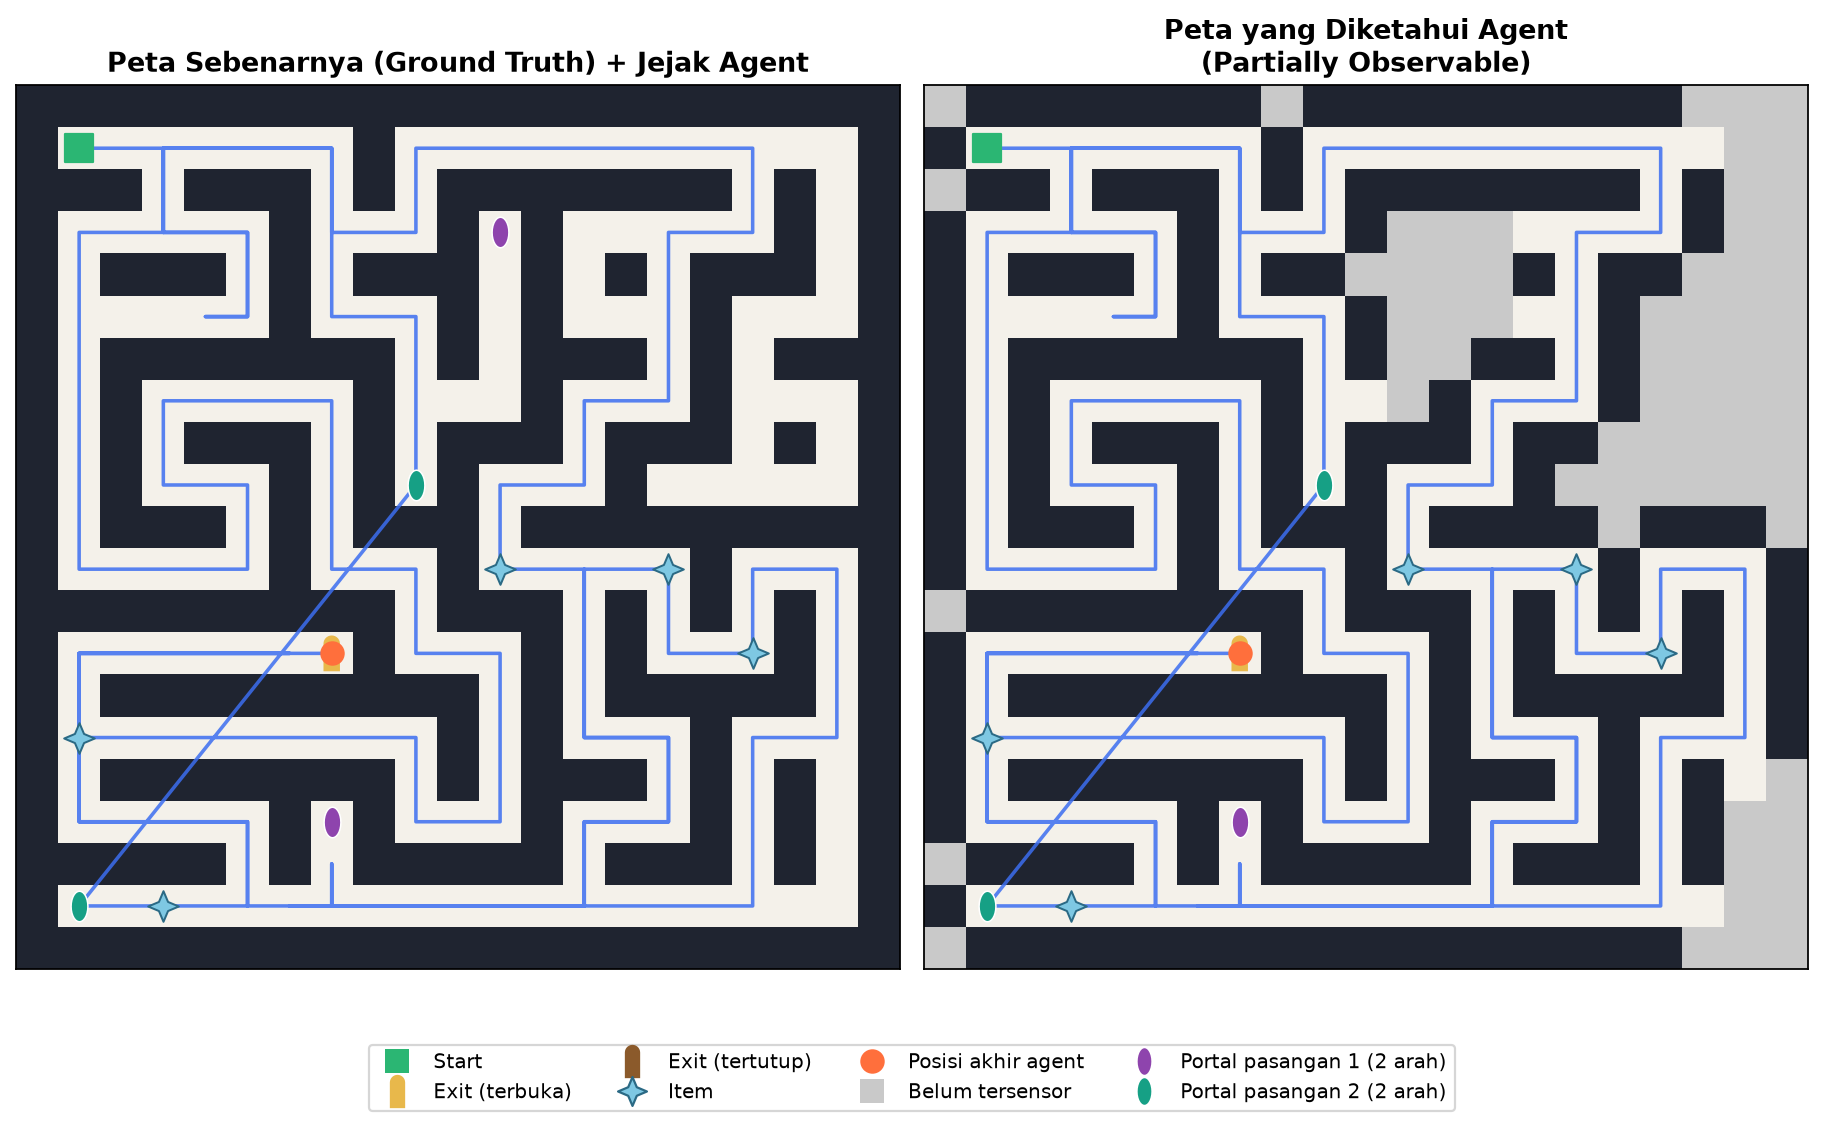 Peta Sebenarnya (Ground Truth) + Jejak Agent
Peta yang Diketahui Agent
(Partially Observable)
Start
Exit (terbuka)
Exit (tertutup)
Item
Posisi akhir agent
Belum tersensor
Portal pasangan 1 (2 arah)
Portal pasangan 2 (2 arah)